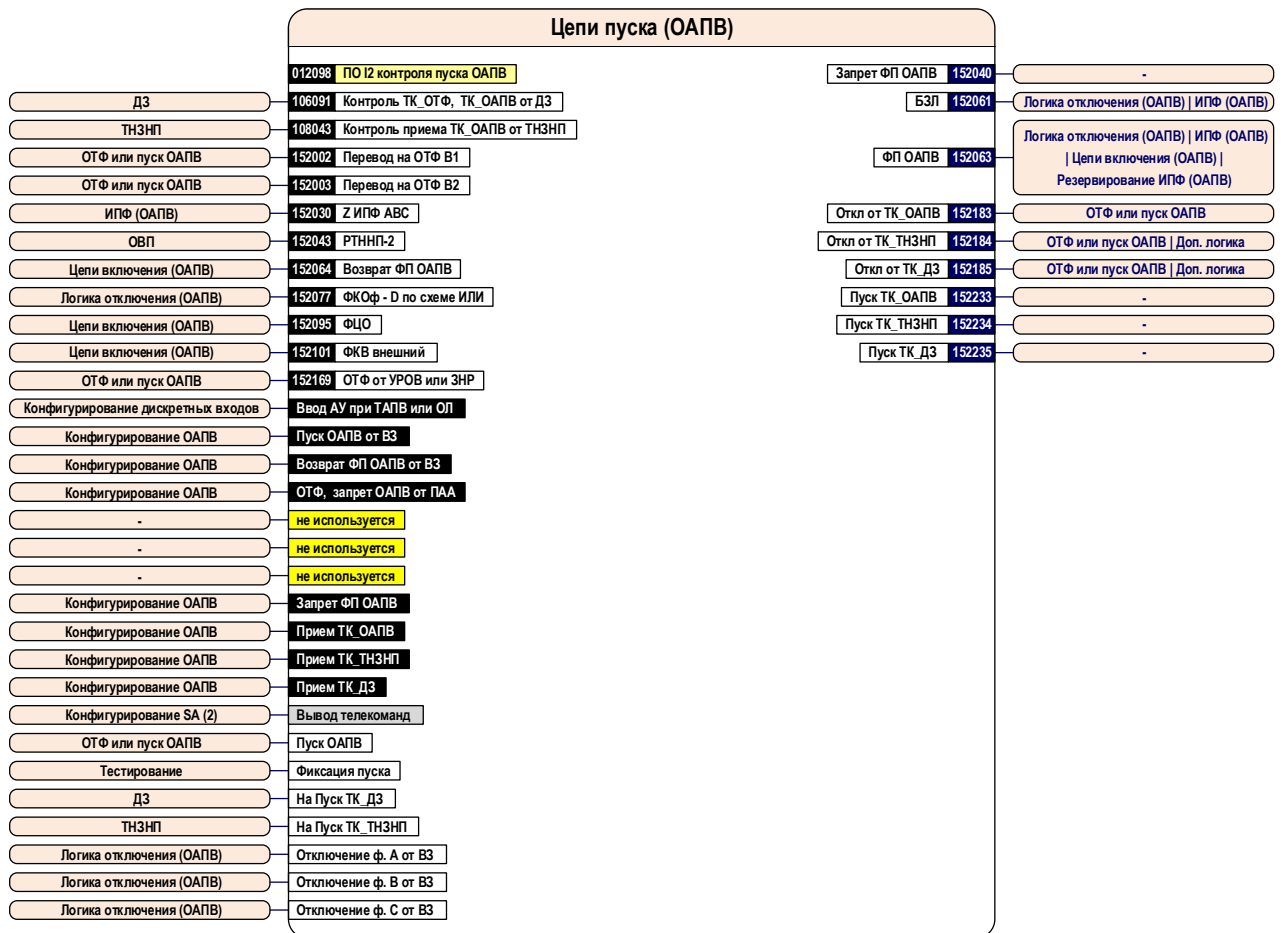 Цепи пуска (ОАПВ)
012098 ПО I2 контроля пуска ОАПВ
Запрет ФП ОАПВ 152040 -
ДЗ 106091 Контроль ТК_ОТФ, ТК_ОАПВ от ДЗ
БЗЛ 152061 Логика отключения (ОАПВ) | ИПФ (ОАПВ)
ТНЗНП 108043 Контроль приема ТК_ОАПВ от ТНЗНП
ОТФ или пуск ОАПВ 152002 Перевод на ОТФ В1
ФП ОАПВ 152063
Логика отключения (ОАПВ) | ИПФ (ОАПВ)
| Цепи включения (ОАПВ) |
Резервирование ИПФ (ОАПВ)
ОТФ или пуск ОАПВ 152003 Перевод на ОТФ В2
ИПФ (ОАПВ) 152030 Z ИПФ АВС
Откл от ТК_ОАПВ 152183 ОТФ или пуск ОАПВ
ОВП 152043 РТННП-2
Откл от ТК_ТНЗНП 152184 ОТФ или пуск ОАПВ | Доп. логика
Цепи включения (ОАПВ) 152064 Возврат ФП ОАПВ
Откл от ТК_ДЗ 152185 ОТФ или пуск ОАПВ | Доп. логика
Логика отключения (ОАПВ) 152077 ФКОф - D по схеме ИЛИ
Пуск ТК_ОАПВ 152233 -
Цепи включения (ОАПВ) 152095 ФЦО
Пуск ТК_ТНЗНП 152234 -
Цепи включения (ОАПВ) 152101 ФКВ внешний
Пуск ТК_ДЗ 152235 -
ОТФ или пуск ОАПВ 152169 ОТФ от УРОВ или ЗНР
Конфигурирование дискретных входов Ввод АУ при ТАПВ или ОЛ
Конфигурирование ОАПВ Пуск ОАПВ от ВЗ
Конфигурирование ОАПВ Возврат ФП ОАПВ от ВЗ
Конфигурирование ОАПВ ОТФ, запрет ОАПВ от ПАА
- не используется
- не используется
- не используется
Конфигурирование ОАПВ Запрет ФП ОАПВ
Конфигурирование ОАПВ Прием ТК_ОАПВ
Конфигурирование ОАПВ Прием ТК_ТНЗНП
Конфигурирование ОАПВ Прием ТК_ДЗ
Конфигурирование SA (2) Вывод телекоманд
ОТФ или пуск ОАПВ Пуск ОАПВ
Тестирование Фиксация пуска
ДЗ На Пуск ТК_ДЗ
ТНЗНП На Пуск ТК_ТНЗНП
Логика отключения (ОАПВ) Отключение ф. А от ВЗ
Логика отключения (ОАПВ) Отключение ф. В от ВЗ
Логика отключения (ОАПВ) Отключение ф. С от ВЗ